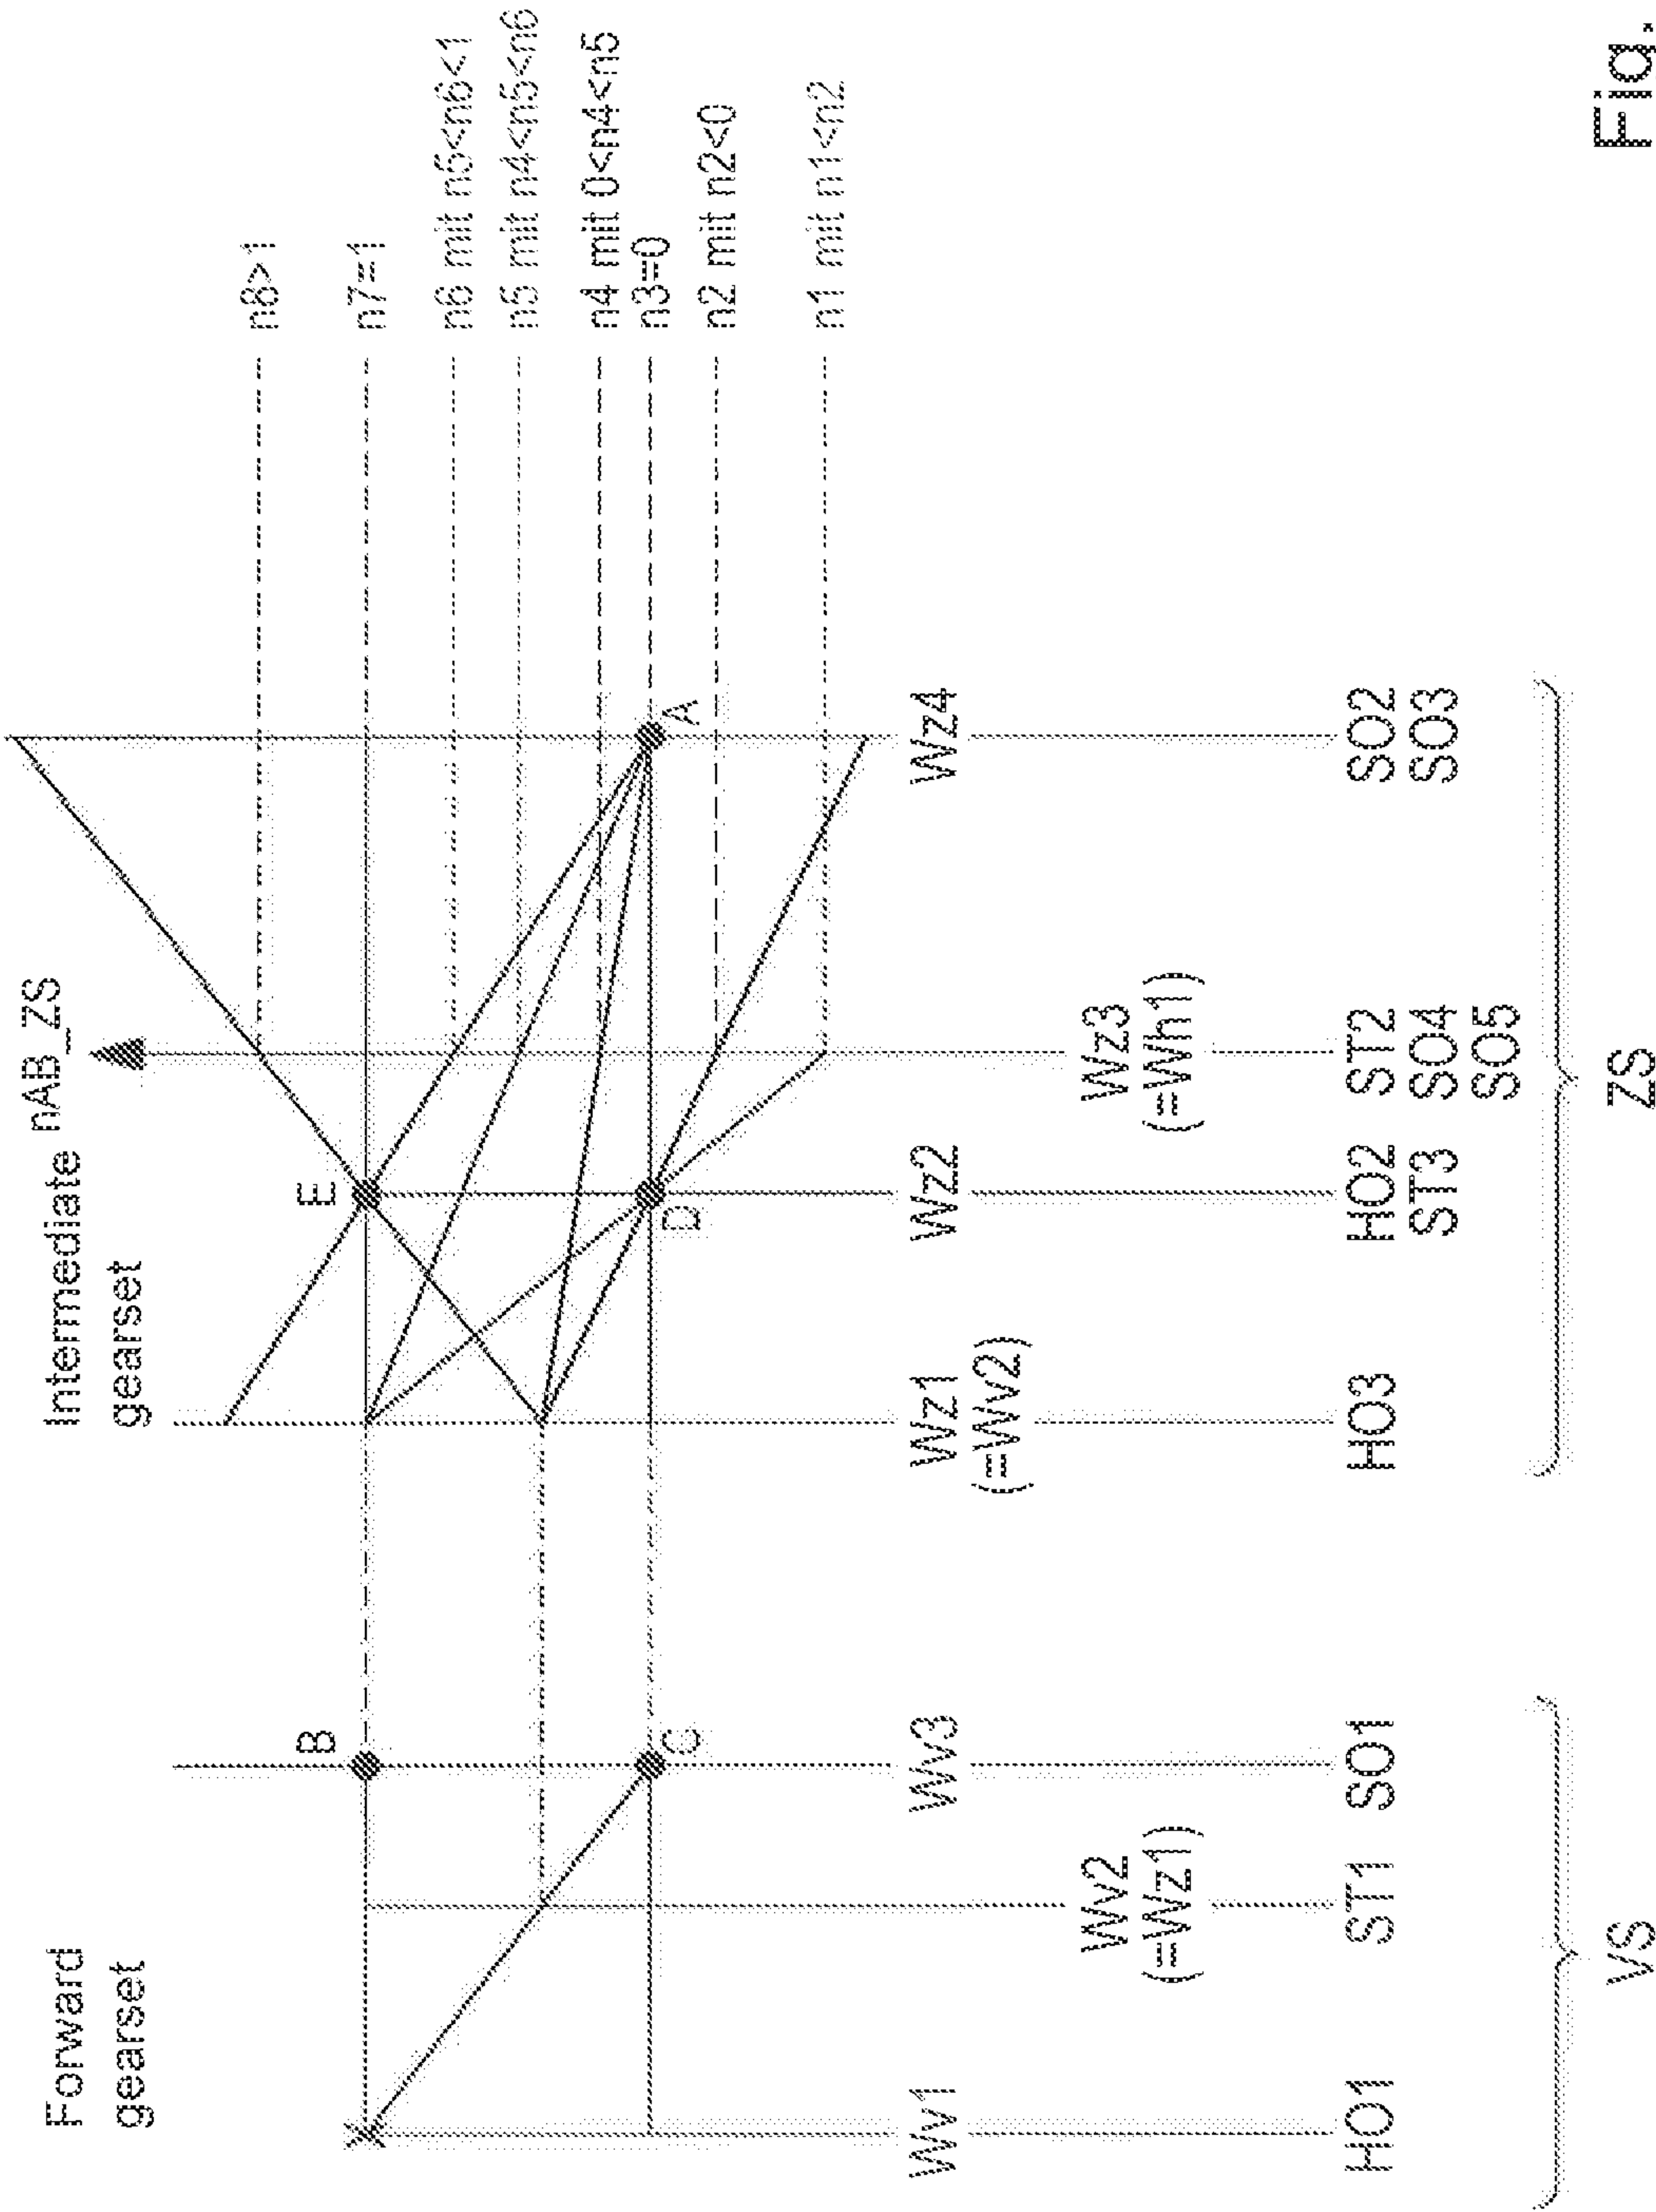 Forward
gearset
Intermediate
gearset
nAB_ZS
n8>1
n7=1
n6 mit n5<n6<1
n5 mit n4<n5<n6
n4 mit 0<n4<n5
n3=0
n2 mit n2<0
n1 mit n1<n2
B
E
C
D
A
Wv1
Wv2
(=Wz1)
Wv3
Wz1
(=Wv2)
Wz2
Wz3
(=Wh1)
Wz4
HO1
ST1
SO1
HO3
HO2
ST3
ST2
SO4
SO5
SO2
SO3
VS
ZS
Fig.